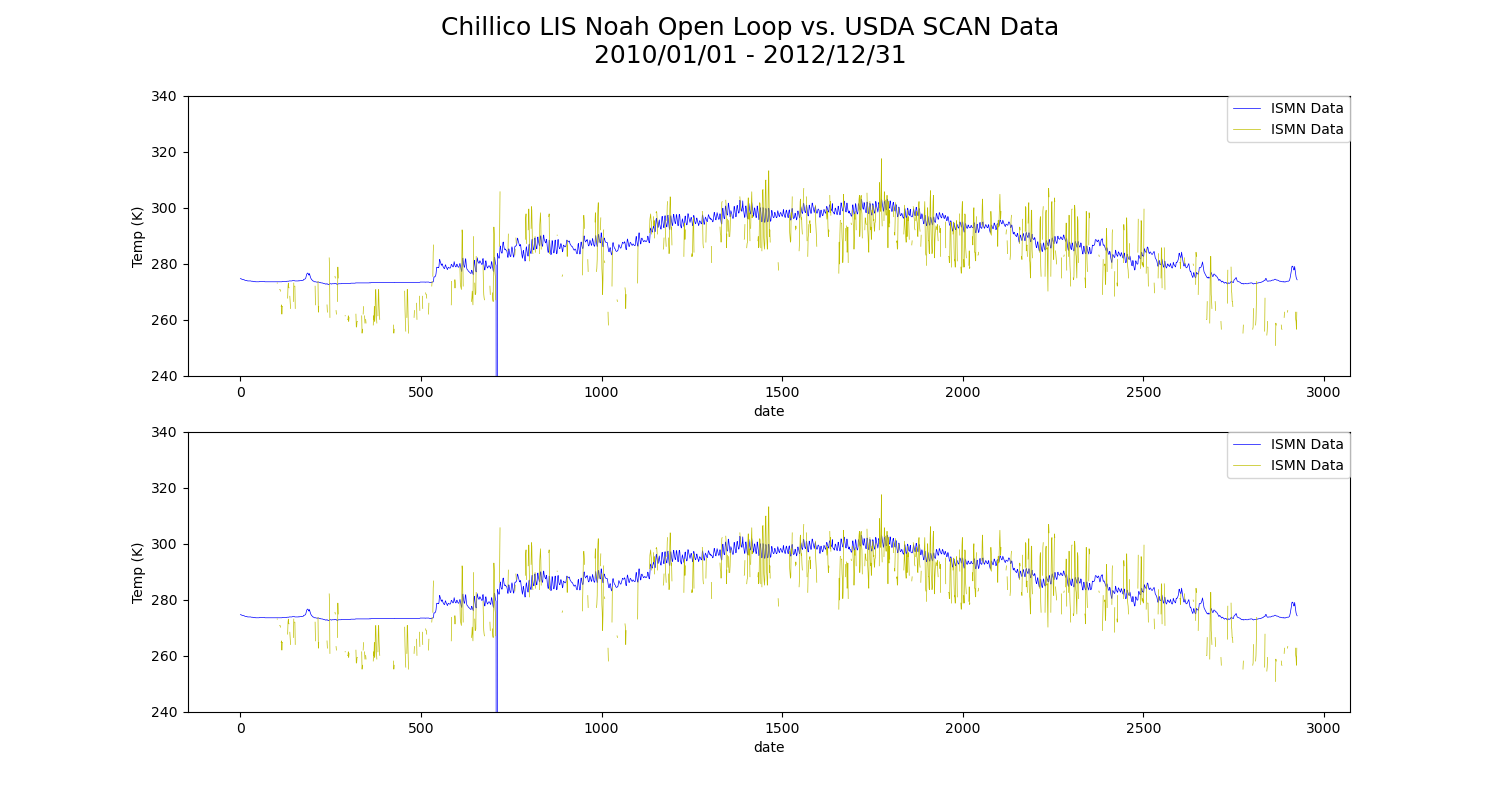 Chillico LIS Noah Open Loop vs. USDA SCAN Data
2010/01/01 - 2012/12/31
340
320
300
280
260
240
Temp (K)
ISMN Data
ISMN Data
0
500
1000
1500
2000
2500
3000
date
340
320
300
280
260
240
Temp (K)
ISMN Data
ISMN Data
0
500
1000
1500
2000
2500
3000
date